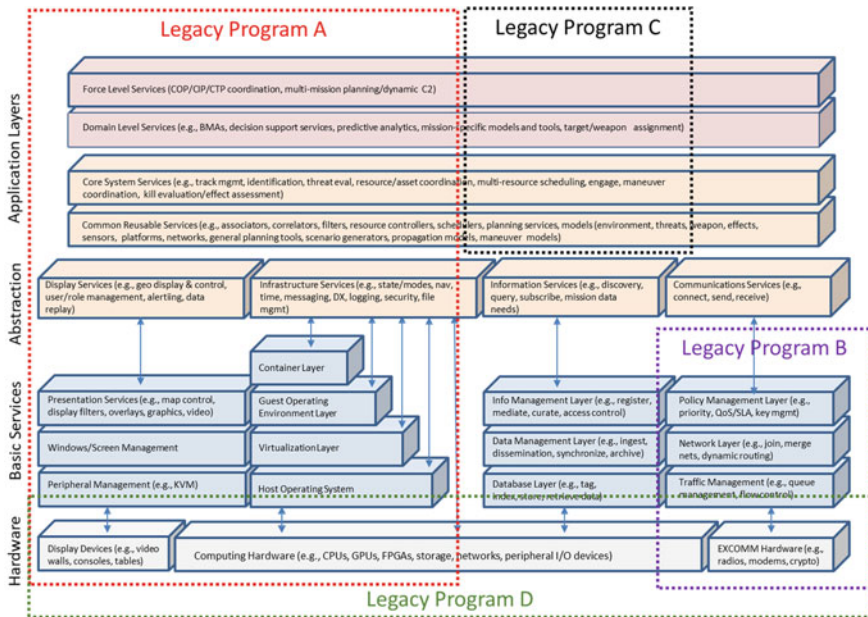 Legacy Program A
Legacy Program C
Application Layers
Force Level Services (COP/CIP/CTP coordination, multi-mission planning/dynamic C2)
Domain Level Services (e.g., BMAs, decision support services, predictive analytics, mission-specific models and tools, target/weapon assignment)
Core System Services (e.g., track mgmt, identification, threat eval, resource/asset coordination, multi-resource scheduling, engage, maneuver
coordination, kill evaluation/effect assessment)
Common Reusable Services (e.g., associators, correlators, filters, resource controllers, schedulers, planning services, models (environment, threats, weapon, effects,
sensors, platforms, networks, general planning tools, scenario generators, propagation models, maneuver models)
Abstraction
Display Services (e.g., geo display & control,
user/role management, alertiing, data
replay)
Infrastructure Services (e.g., state/modes, nav,
time, messaging, DX, logging, security, file
mgmt)
Information Services (e.g., discovery,
query, subscribe, mission data
needs)
Communications Services (e.g.,
connect, send, receive)
Legacy Program B
Basic Services
Container Layer
Presentation Services (e.g., map control,
display filters, overlays, graphics, video)
Guest Operating
Environment Layer
Info Management Layer (e.g., register,
mediate, curate, access control)
Policy Management Layer (e.g.,
priority, QoS/SLA, key mgmt)
Windows/Screen Management
Virtualization Layer
Data Management Layer (e.g., ingest,
dissemination, synchronize, archive)
Network Layer (e.g., join, merge
nets, dynamic routing)
Peripheral Management (e.g., KVM)
Host Operating System
Database Layer (e.g., tag,
index, store, retrieve data)
Traffic Management (e.g., queue
management, flow control)
Hardware
Display Devices (e.g., video
walls, consoles, tables)
Computing Hardware (e.g., CPUs, GPUs, FPGAs, storage, networks, peripheral I/O devices)
EXCOMM Hardware (e.g.,
radios, modems, crypto)
Legacy Program D